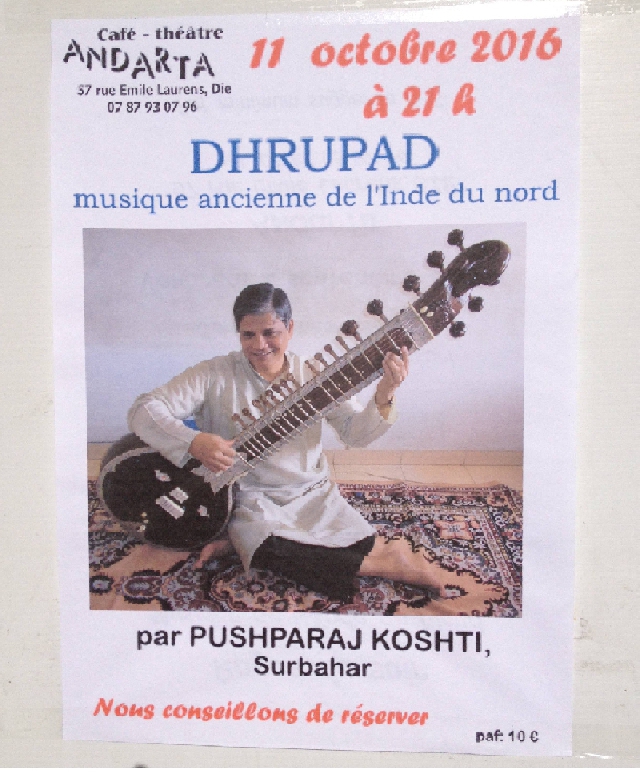 Café - théâtre
ANDARTA
57 rue Emile Laurens, Die
07 87 93 07 96
11 octobre 2016
à 21 h
DHRUPAD
musique ancienne de l'Inde du nord
par PUSHPARAJ KOSHTI,
Surbahar
Nous conseillons de réserver
paf: 10 €